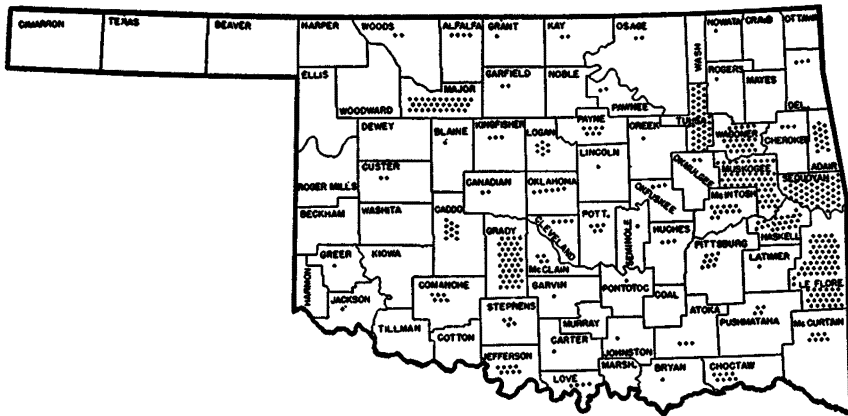 CIMARRON TEXAS BEAVER HARPER WOODS ALFALFA GRANT KAY OSAGE WASH NOWATA CRAIG OTTAWA
ELLIS WOODWARD MAJOR GARFIELD NOBLE PAWNEE ROGERS MAYES DEL.
DEWEY BLAINE KINGFISHER LOGAN PAYNE CREEK TULSA WAGONER CHEROKEE ADAIR
ROGER MILLS CUSTER CANADIAN OKLAHOMA LINCOLN OKFUSKEE OKMULGEE MUSKOGEE McINTOSH SEQUOYAH
BECKHAM WASHITA CADDO GRADY CLEVELAND POTT. SEMINOLE HUGHES PITTSBURG HASKELL
GREER KIOWA McCLAIN LATIMER LE FLORE
HARMON JACKSON COMANCHE STEPHENS GARVIN PONTOTOC COAL ATOKA PUSHMATAHA McCURTAIN
TILLMAN COTTON MURRAY CARTER JOHNSTON
JEFFERSON LOVE MARSH. BRYAN CHOCTAW